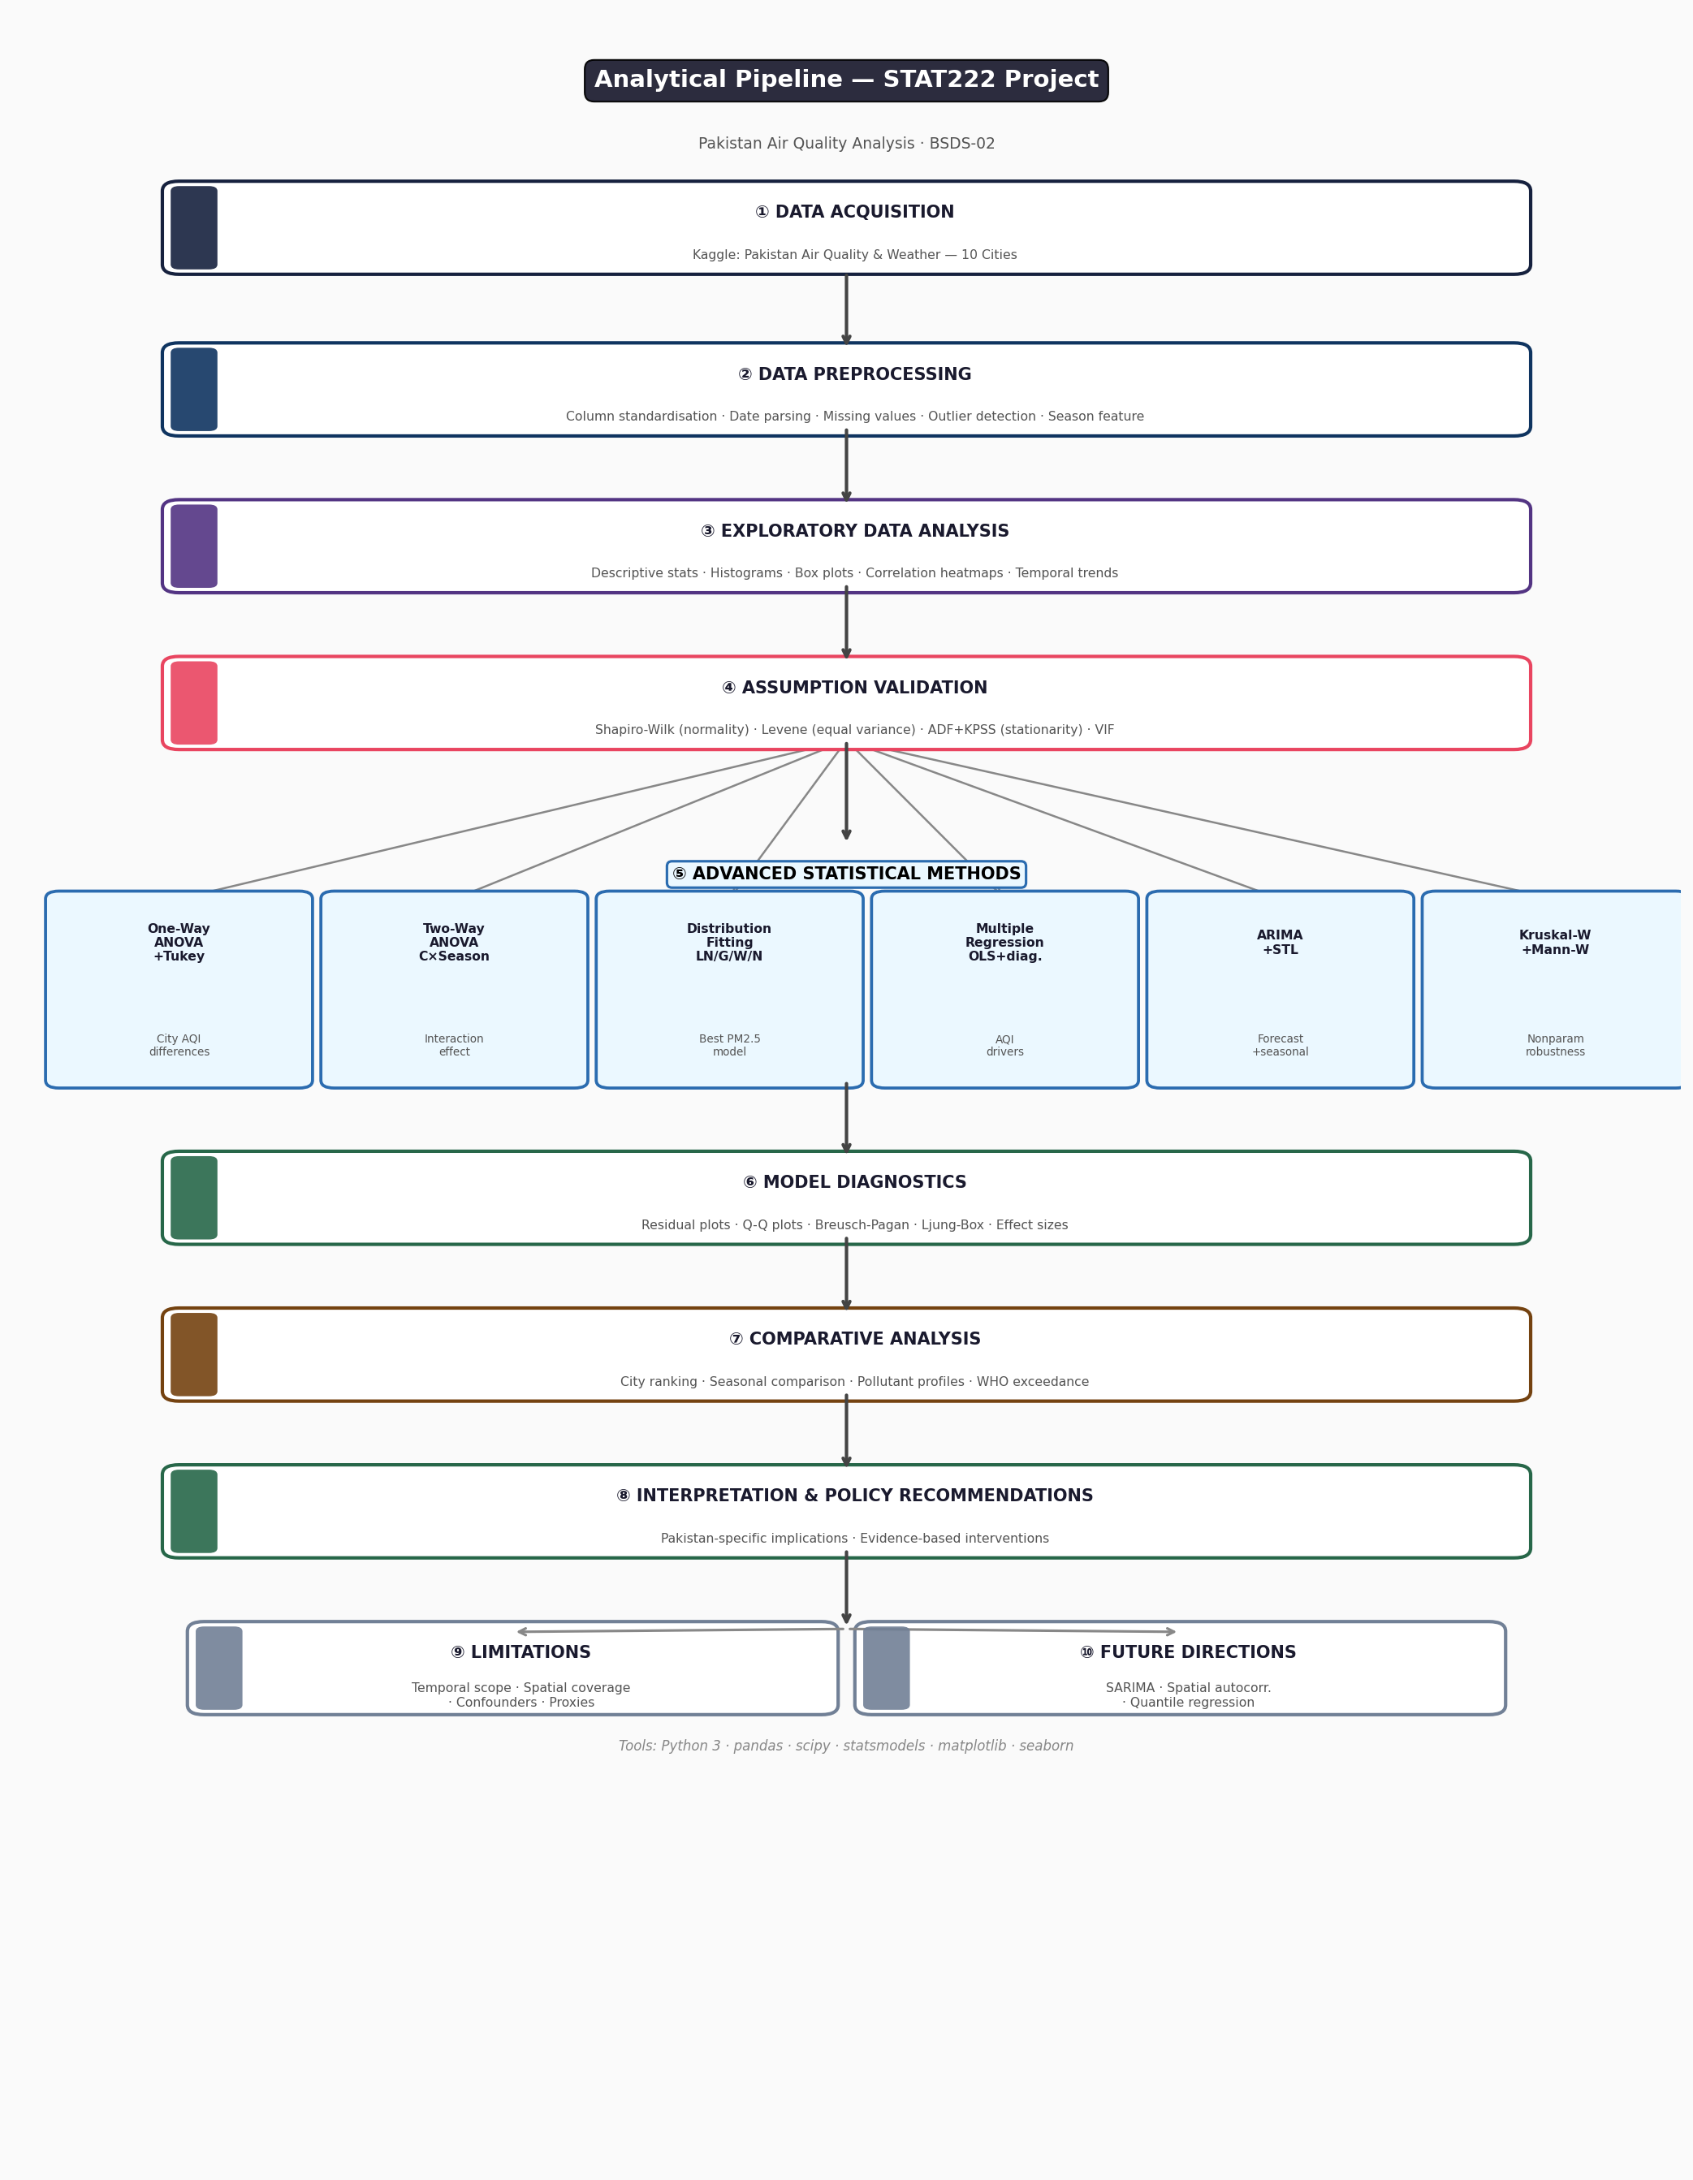 Analytical Pipeline — STAT222 Project
Pakistan Air Quality Analysis · BSDS-02
① DATA ACQUISITION
Kaggle: Pakistan Air Quality & Weather — 10 Cities
② DATA PREPROCESSING
Column standardisation · Date parsing · Missing values · Outlier detection · Season feature
③ EXPLORATORY DATA ANALYSIS
Descriptive stats · Histograms · Box plots · Correlation heatmaps · Temporal trends
④ ASSUMPTION VALIDATION
Shapiro-Wilk (normality) · Levene (equal variance) · ADF+KPSS (stationarity) · VIF
⑤ ADVANCED STATISTICAL METHODS
One-Way
ANOVA
+Tukey
City AQI
differences
Two-Way
ANOVA
C×Season
Interaction
effect
Distribution
Fitting
LN/G/W/N
Best PM2.5
model
Multiple
Regression
OLS+diag.
AQI
drivers
ARIMA
+STL
Forecast
+seasonal
Kruskal-W
+Mann-W
Nonparam
robustness
⑥ MODEL DIAGNOSTICS
Residual plots · Q-Q plots · Breusch-Pagan · Ljung-Box · Effect sizes
⑦ COMPARATIVE ANALYSIS
City ranking · Seasonal comparison · Pollutant profiles · WHO exceedance
⑧ INTERPRETATION & POLICY RECOMMENDATIONS
Pakistan-specific implications · Evidence-based interventions
⑨ LIMITATIONS
Temporal scope · Spatial coverage
· Confounders · Proxies
⑩ FUTURE DIRECTIONS
SARIMA · Spatial autocorr.
· Quantile regression
Tools: Python 3 · pandas · scipy · statsmodels · matplotlib · seaborn